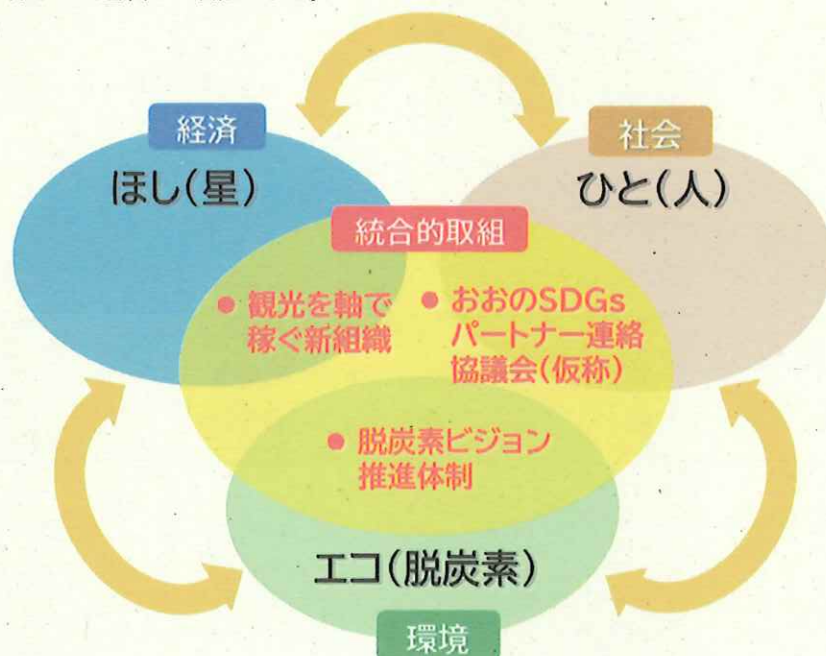 経済
ほし(星)
社会
ひと(人)
統合的取組
● 観光を軸で
稼ぐ新組織
● おおのSDGs
パートナー連絡
協議会(仮称)
● 脱炭素ビジョン
推進体制
エコ(脱炭素)
環境